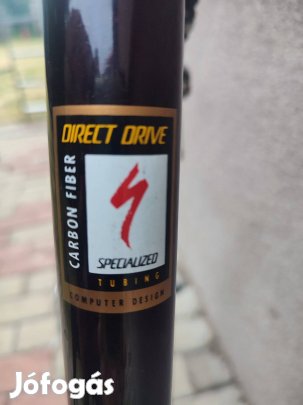 DIRECT DRIVE
CARBON FIBER
SPECIALIZED
TUBING
COMPUTER DESIGN
Jófogás